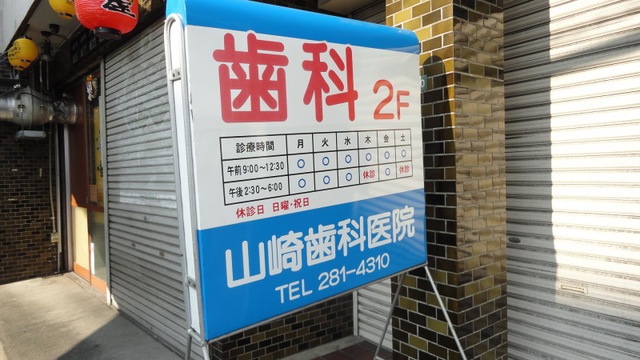 歯科 2F
診療時間 月 火 水 木 金 土
午前9:00〜12:30 ○ ○ ○ ○ ○ ○
午後2:30〜6:00 ○ ○ ○ 休診 ○ 休診
休診日 日曜・祝日
山崎歯科医院
TEL 281-4310
屋